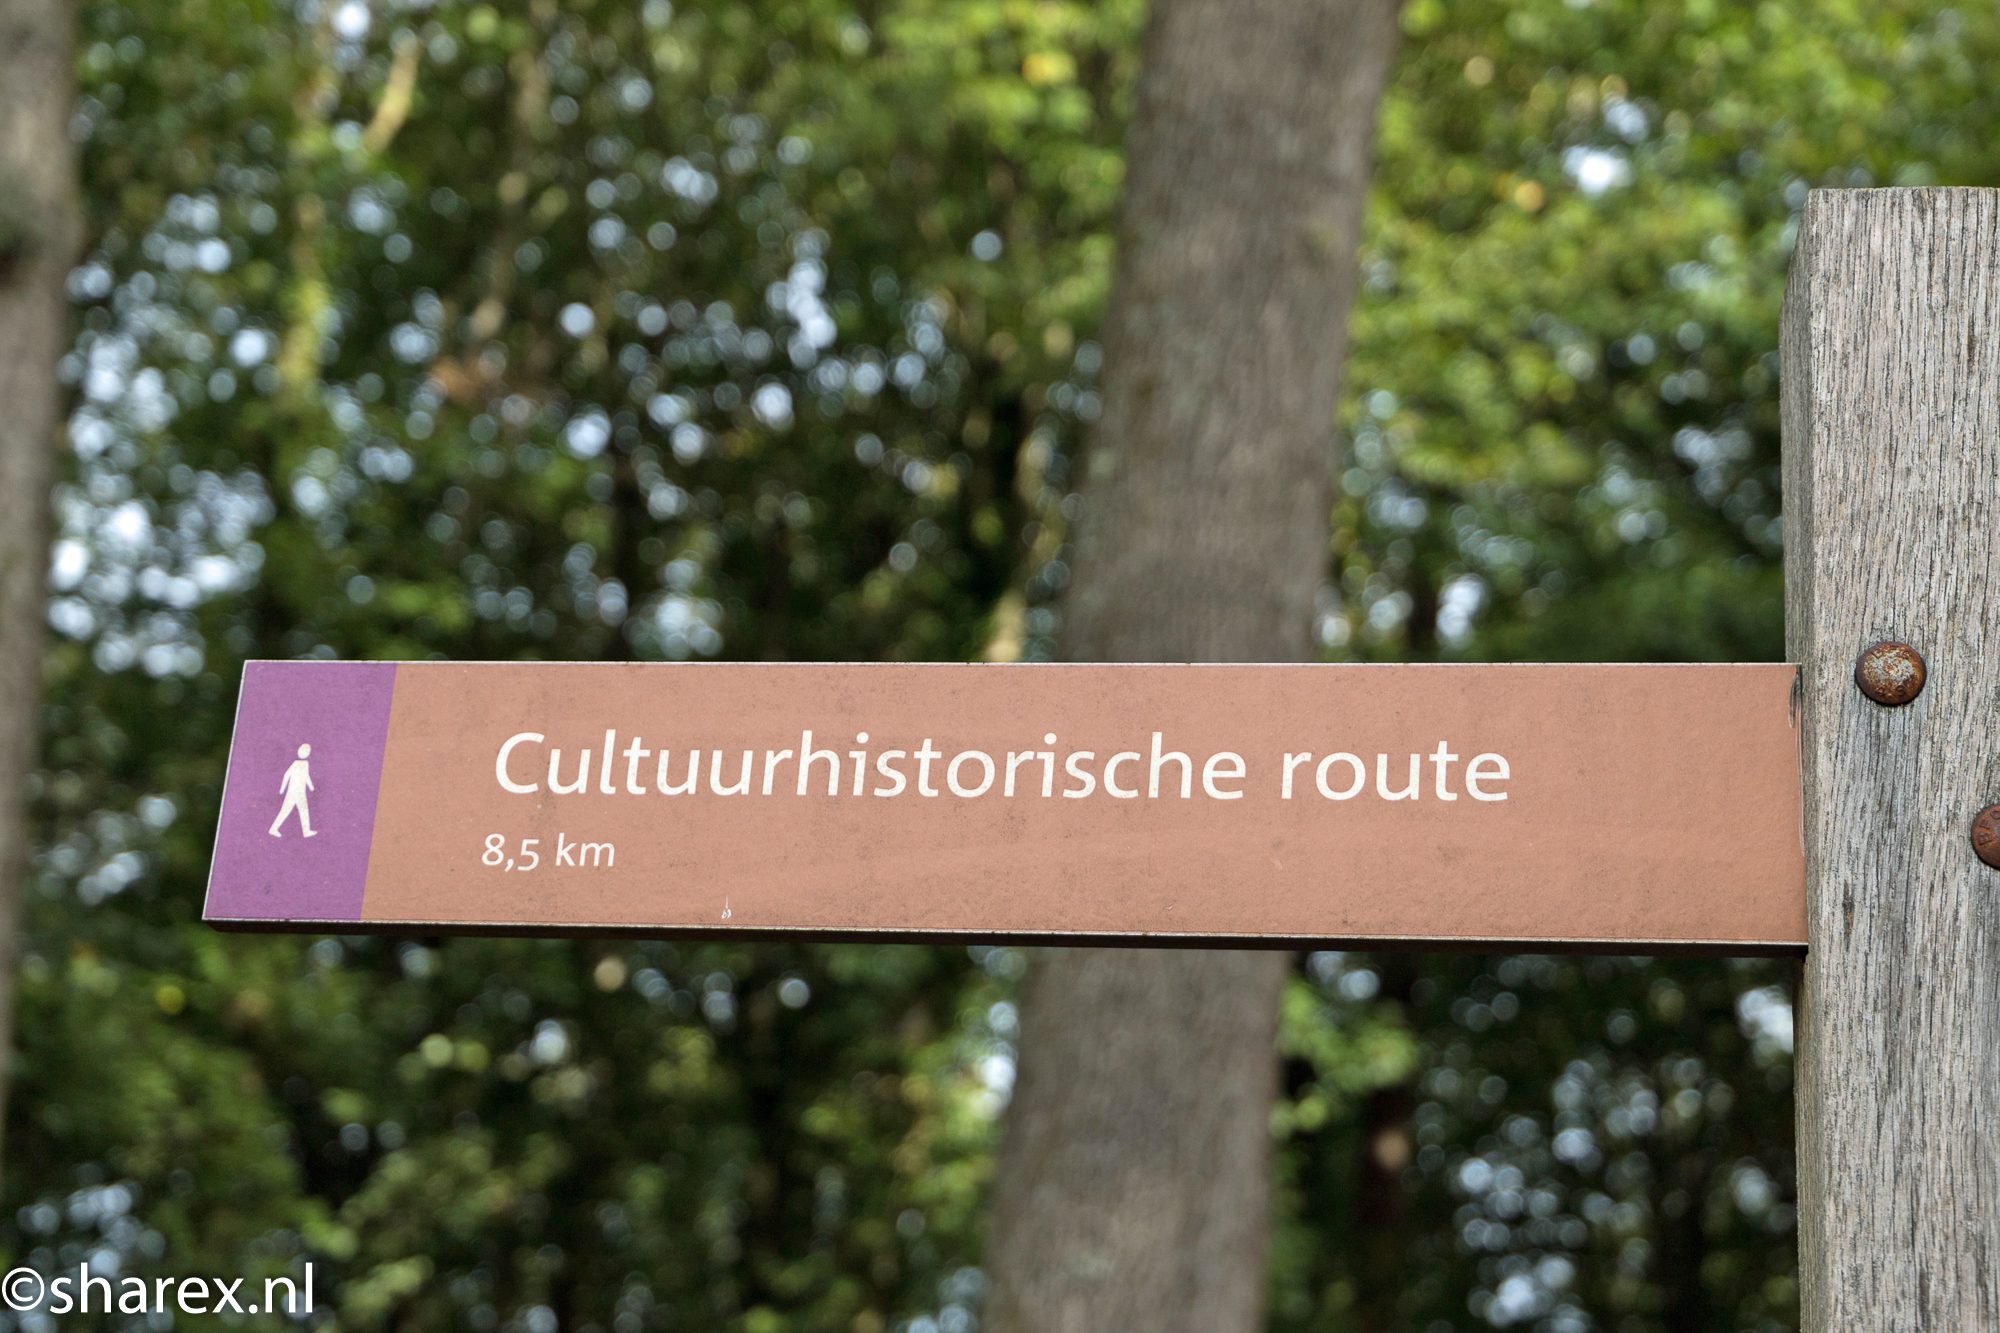 Cultuurhistorische route
8,5 km
©sharex.nl